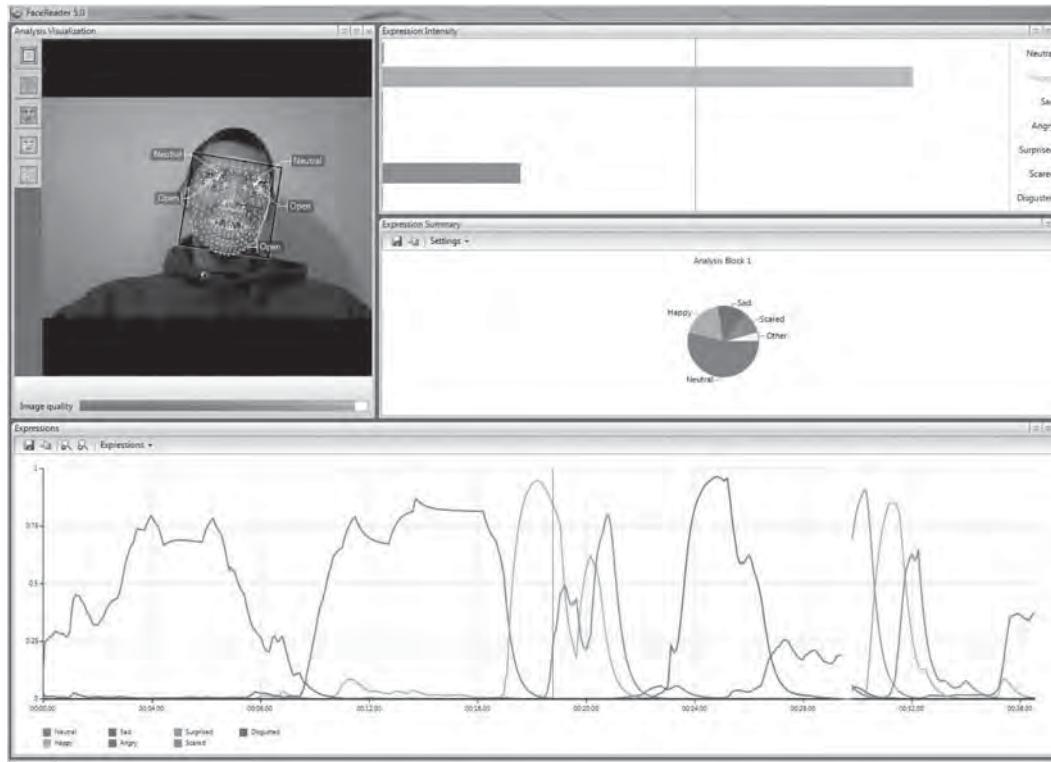 FaceReader 5.0
Analysis Visualization
Neutral
Neutral
Open
Open
Open
Image quality
Expression Intensity
Neutra
Sa
Angr
Surprised
Scare
Disguste
Expression Summary
Settings
Analysis Block 1
Happy
Sad
Scared
Other
Neutral
Expressions
Expressions
1
0.75
0.5
0.25
0
00:00:00
00:04:00
00:08:00
00:12:00
00:16:00
00:20:00
00:24:00
00:28:00
00:32:00
00:36:00
Neutral Sad Surprised Disgusted
Happy Angry Scared